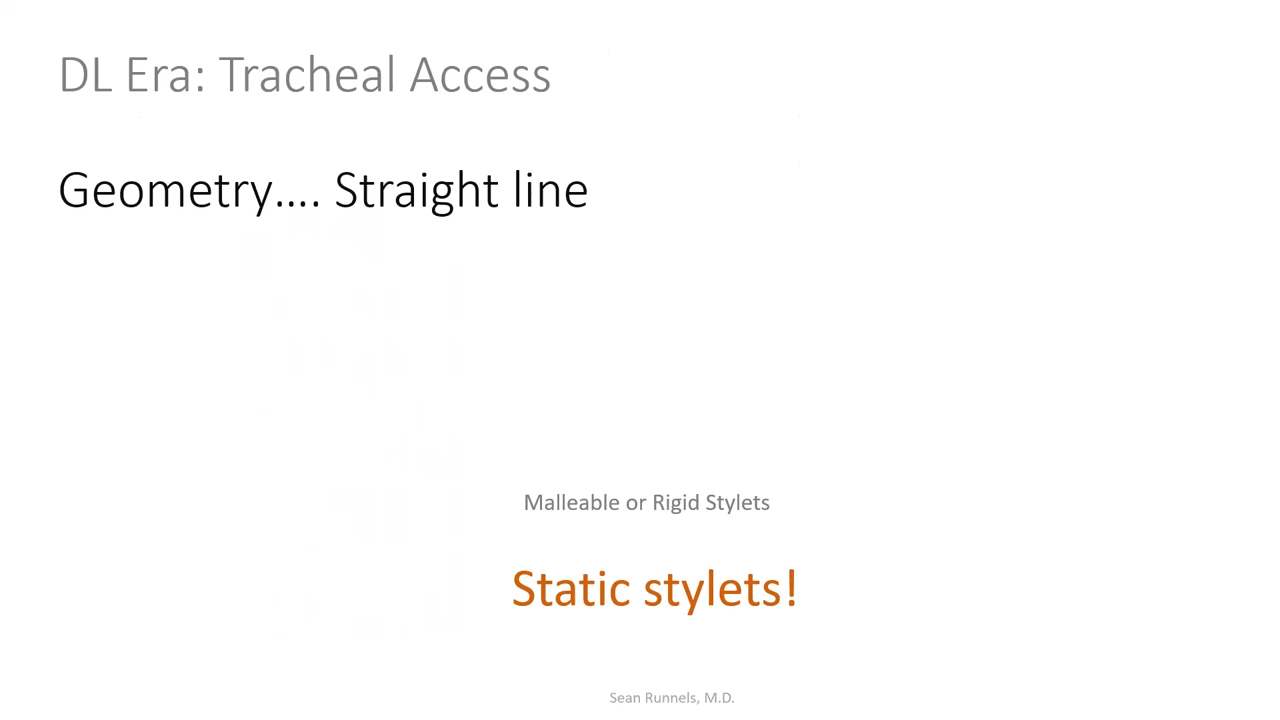 DL Era: Tracheal Access
Geometry.... Straight line
Malleable or Rigid Stylets
Static stylets!
Sean Runnels, M.D.